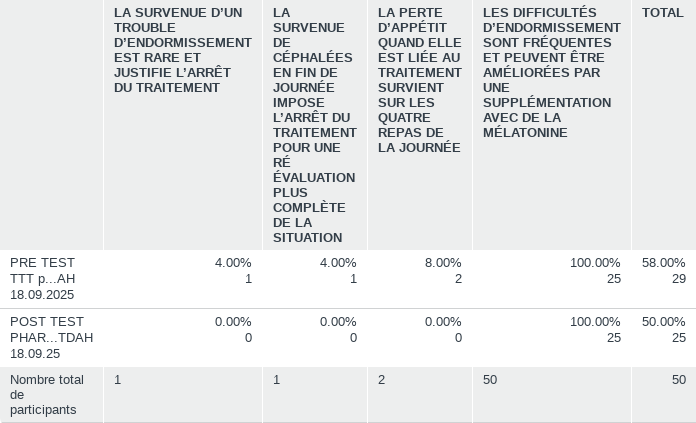 LA SURVENUE D'UN
TROUBLE
D'ENDORMISSEMENT
EST RARE ET
JUSTIFIE L'ARRÊT
DU TRAITEMENT
LA
SURVENUE
DE
CÉPHALÉES
EN FIN DE
JOURNÉE
IMPOSE
L'ARRÊT DU
TRAITEMENT
POUR UNE
RÉ
ÉVALUATION
PLUS
COMPLÈTE
DE LA
SITUATION
LA PERTE
D'APPÉTIT
QUAND ELLE
EST LIÉE AU
TRAITEMENT
SURVIENT
SUR LES
QUATRE
REPAS DE
LA JOURNÉE
LES DIFFICULTÉS
D'ENDORMISSEMENT
SONT FRÉQUENTES
ET PEUVENT ÊTRE
AMÉLIORÉES PAR
UNE
SUPPLÉMENTATION
AVEC DE LA
MÉLATONINE
TOTAL
PRE TEST 4.00% 4.00% 8.00% 100.00% 58.00%
TTT p...AH 1 1 2 25 29
18.09.2025
POST TEST 0.00% 0.00% 0.00% 100.00% 50.00%
PHAR...TDAH 0 0 0 25 25
18.09.25
Nombre total 1 1 2 50 50
de
participants